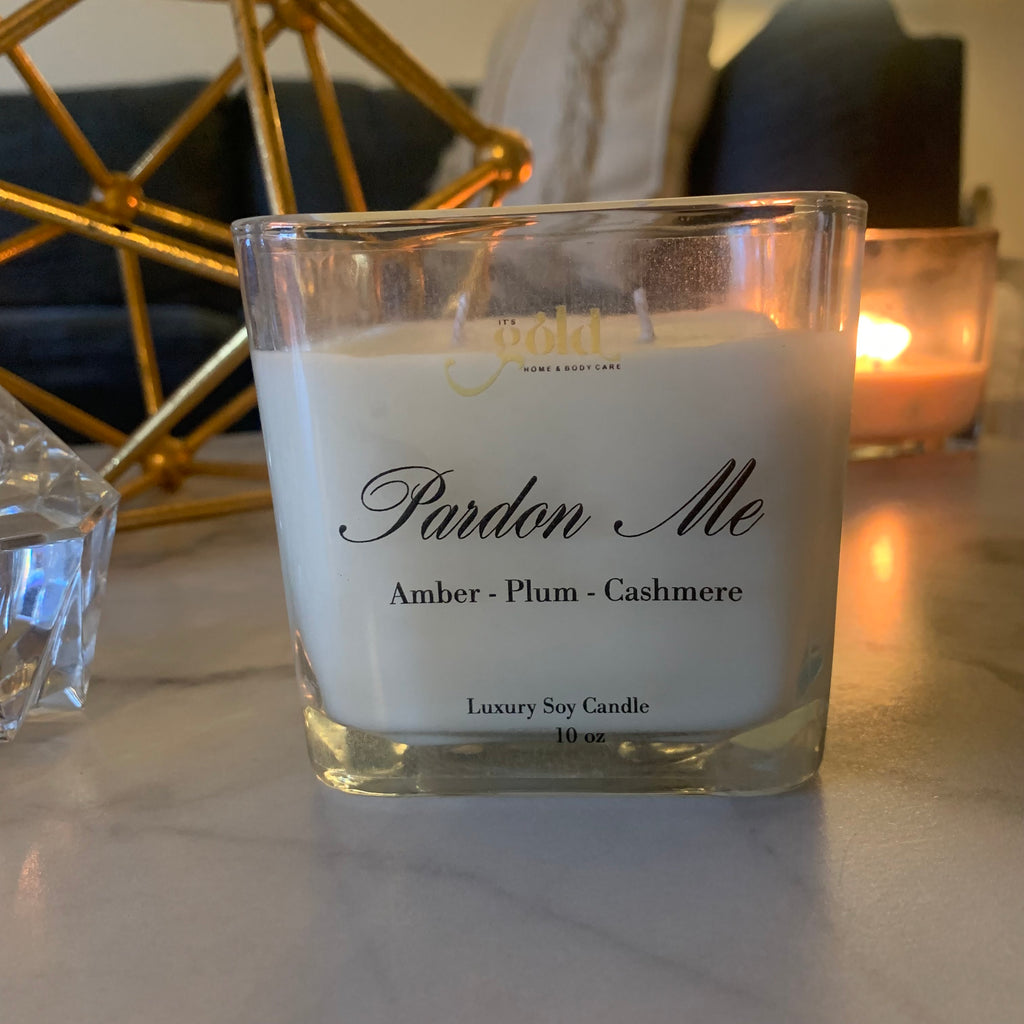 IT'S
gold
HOME & BODY CARE
Pardon Me
Amber - Plum - Cashmere
Luxury Soy Candle
10 oz